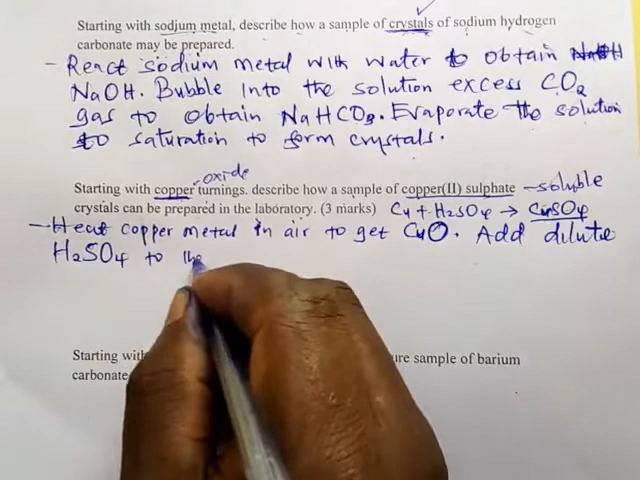 Starting with sodium metal, describe how a sample of crystals of sodium hydrogen
carbonate may be prepared.
- React sodium metal with water to obtain
NaOH. Bubble into the solution excess CO2
gas to obtain NaHCO3. Evaporate the solution
to saturation to form crystals.
oxide
Starting with copper turnings. describe how a sample of copper(II) sulphate - soluble
crystals can be prepared in the laboratory. (3 marks) Cu + H2SO4 → CuSO4
- Heat copper metal in air to get CuO. Add dilute
H2SO4 to the
Starting with ure sample of barium
carbonate